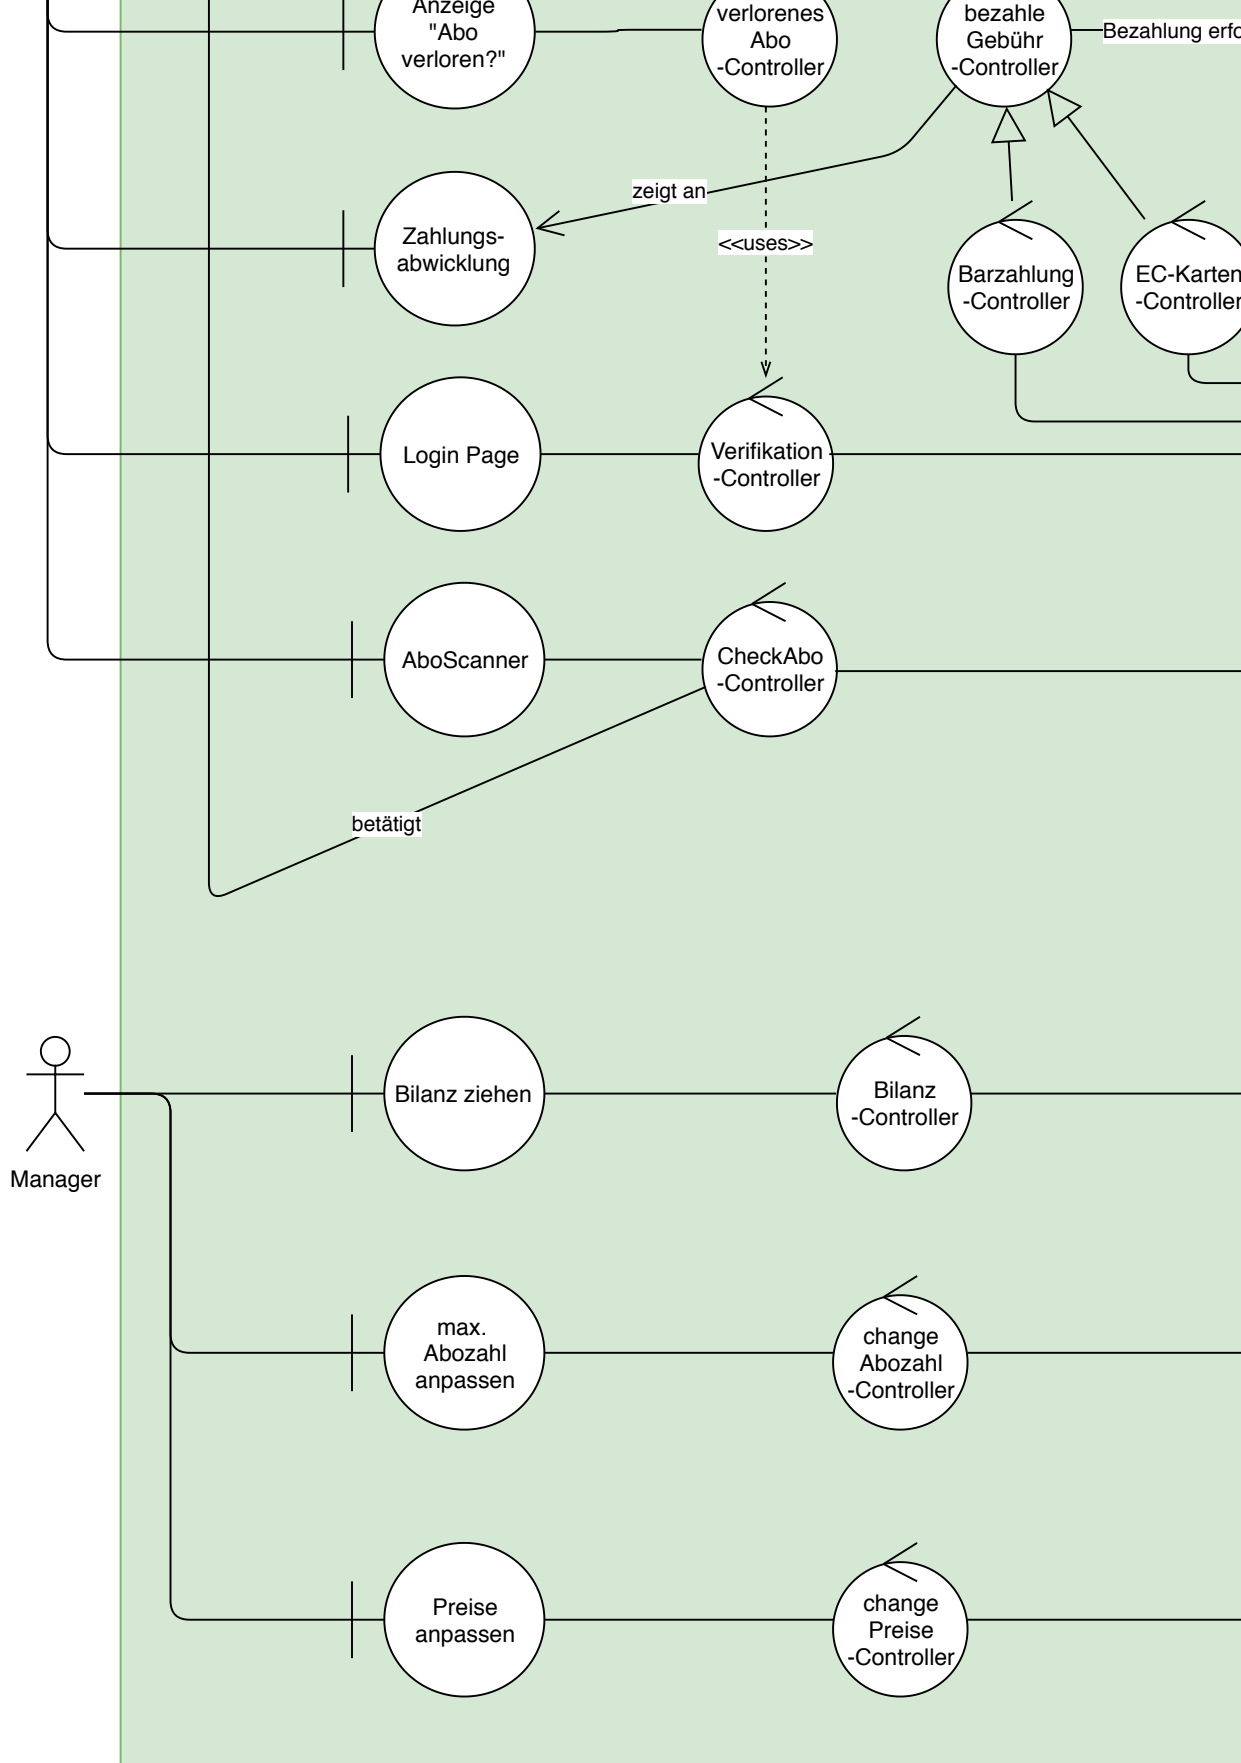 Anzeige
"Abo
verloren?"
verlorenes
Abo
-Controller
bezahle
Gebühr
-Controller
Bezahlung erfo
zeigt an
Zahlungs-
abwicklung
<<uses>>
Barzahlung
-Controller
EC-Karten
-Controller
Login Page
Verifikation
-Controller
AboScanner
CheckAbo
-Controller
betätigt
Manager
Bilanz ziehen
Bilanz
-Controller
max.
Abozahl
anpassen
change
Abozahl
-Controller
Preise
anpassen
change
Preise
-Controller